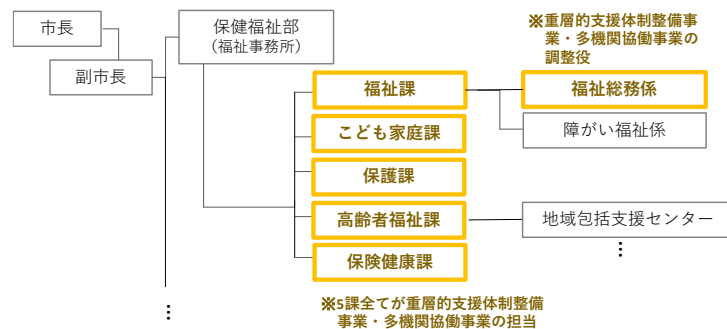 市長
副市長
保健福祉部
（福祉事務所）
※重層的支援体制整備事
業・多機関協働事業の
調整役
福祉課
福祉総務係
こども家庭課
障がい福祉係
保護課
高齢者福祉課
地域包括支援センター
…
保険健康課
…
※5課全てが重層的支援体制整備
事業・多機関協働事業の担当